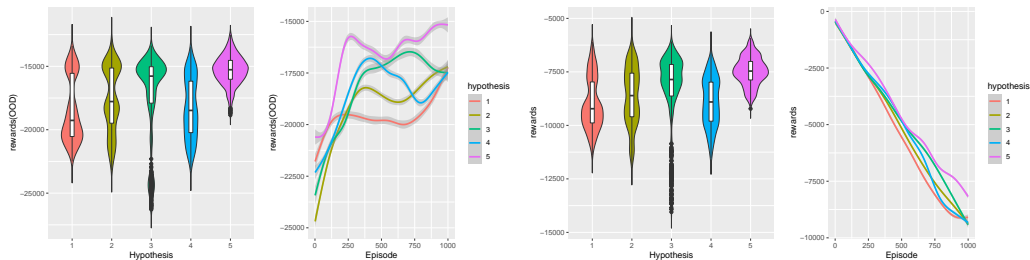 rewards(OOD)
−15000
−20000
−25000
1 2 3 4 5
Hypothesis
rewards(OOD)
−15000
−17500
−20000
−22500
−25000
0 250 500 750 1000
Episode
hypothesis
1
2
3
4
5
rewards
−5000
−7500
−10000
−12500
−15000
1 2 3 4 5
Hypothesis
rewards
0
−2500
−5000
−7500
−10000
0 250 500 750 1000
Episode
hypothesis
1
2
3
4
5